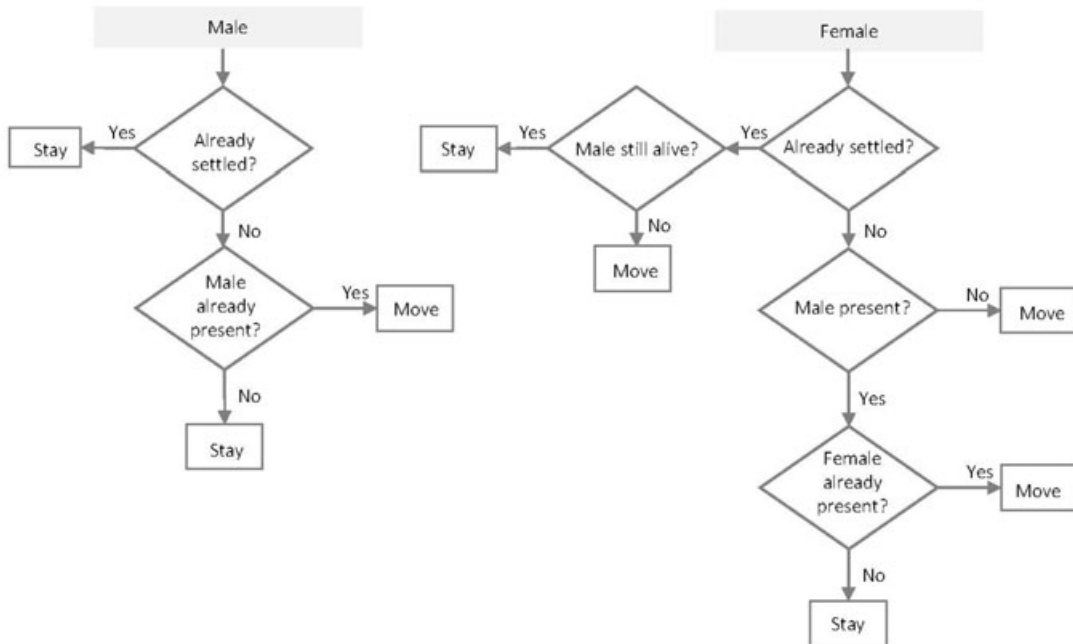 Male
Yes
Stay
Already
settled?
No
Male
already
present?
Yes
Move
No
Stay
Female
Already settled?
Yes
Male still alive?
Yes
Stay
No
Move
No
Male present?
No
Move
Yes
Female
already
present?
Yes
Move
No
Stay